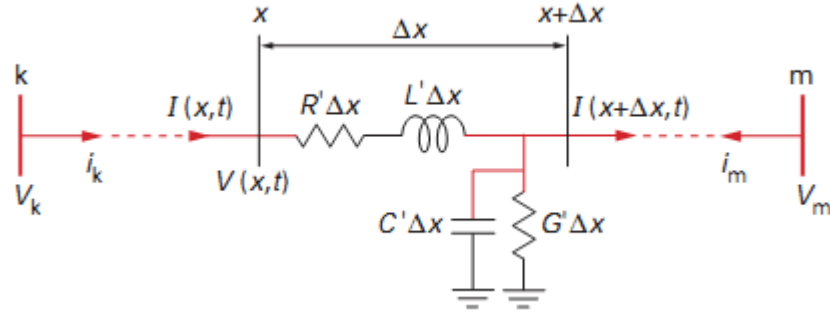 x
x+Δx
Δx
k
m
I(x,t)
R'Δx
L'Δx
I(x+Δx,t)
i_k
i_m
V_k
V(x,t)
V_m
C'Δx
G'Δx